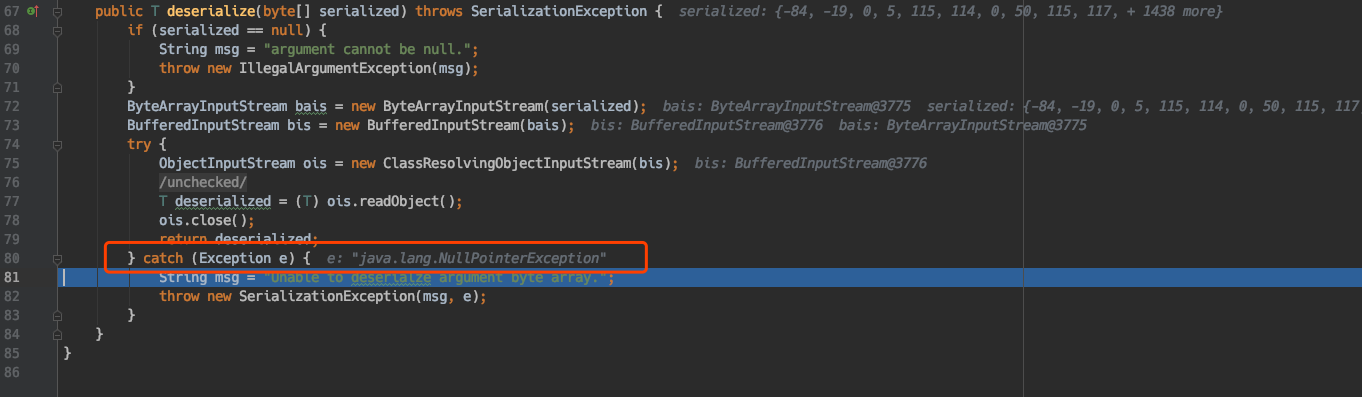 67 public T deserialize(byte[] serialized) throws SerializationException { serialized: {-84, -19, 0, 5, 115, 114, 0, 50, 115, 117, + 1438 more}
68 if (serialized == null) {
69 String msg = "argument cannot be null.";
70 throw new IllegalArgumentException(msg);
71 }
72 ByteArrayInputStream bais = new ByteArrayInputStream(serialized); bais: ByteArrayInputStream@3775 serialized: {-84, -19, 0, 5, 115, 114, 0, 50, 115, 117
73 BufferedInputStream bis = new BufferedInputStream(bais); bis: BufferedInputStream@3776 bais: ByteArrayInputStream@3775
74 try {
75 ObjectInputStream ois = new ClassResolvingObjectInputStream(bis); bis: BufferedInputStream@3776
76 /unchecked/
77 T deserialized = (T) ois.readObject();
78 ois.close();
79 return deserialized;
80 } catch (Exception e) { e: "java.lang.NullPointerException"
81 String msg = "Unable to deserialze argument byte array.";
82 throw new SerializationException(msg, e);
83 }
84 }
85 }
86